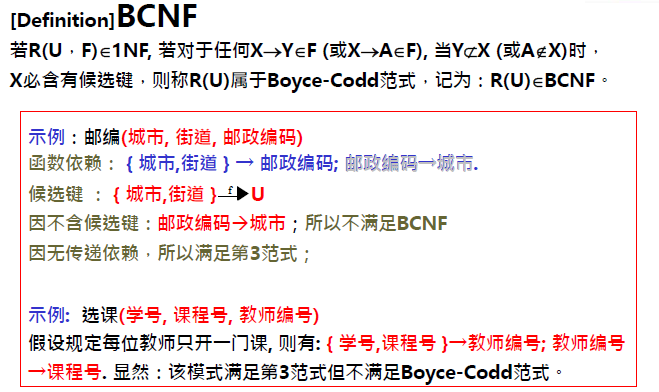 [Definition]BCNF
若R(U，F)∈1NF, 若对于任何X→Y∈F (或X→A∈F), 当Y⊄X (或A∉X)时，
X必含有候选键，则称R(U)属于Boyce-Codd范式，记为：R(U)∈BCNF。
示例：邮编(城市, 街道, 邮政编码)
函数依赖：{ 城市,街道 } → 邮政编码; 邮政编码→城市.
候选键 ：{ 城市,街道 } f→ U
因不含候选键：邮政编码→城市；所以不满足BCNF
因无传递依赖，所以满足第3范式；
示例: 选课(学号, 课程号, 教师编号)
假设规定每位教师只开一门课, 则有: { 学号,课程号 }→教师编号; 教师编号
→课程号. 显然：该模式满足第3范式但不满足Boyce-Codd范式。